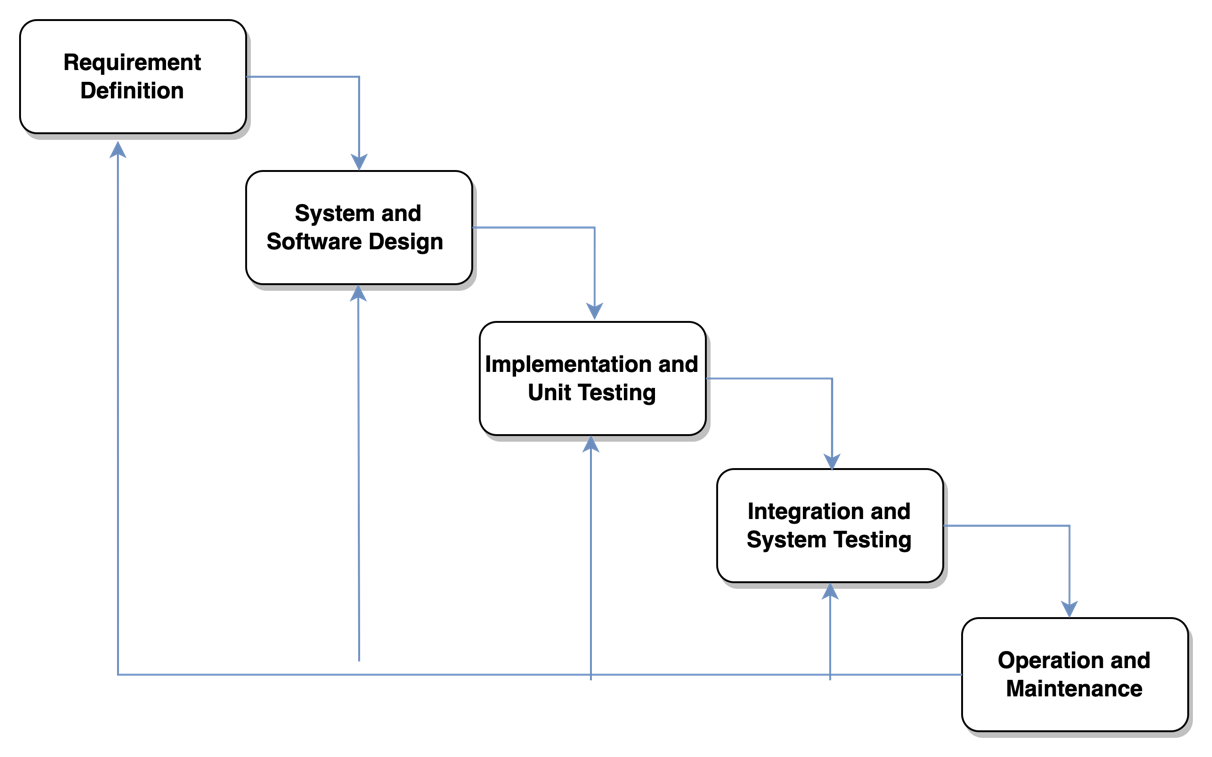 Requirement
Definition
System and
Software Design
Implementation and
Unit Testing
Integration and
System Testing
Operation and
Maintenance